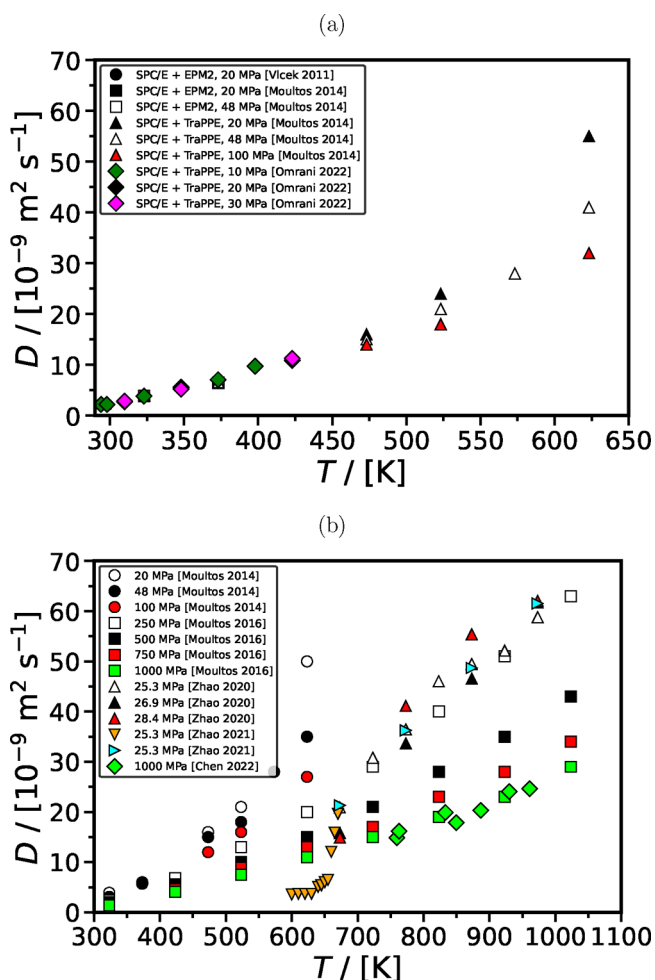 (a)
70
60
50
40
30
20
10
0
D / [10⁻⁹ m² s⁻¹]
SPC/E + EPM2, 20 MPa [Vlcek 2011]
SPC/E + EPM2, 20 MPa [Moultos 2014]
SPC/E + EPM2, 48 MPa [Moultos 2014]
SPC/E + TraPPE, 20 MPa [Moultos 2014]
SPC/E + TraPPE, 48 MPa [Moultos 2014]
SPC/E + TraPPE, 100 MPa [Moultos 2014]
SPC/E + TraPPE, 10 MPa [Omrani 2022]
SPC/E + TraPPE, 20 MPa [Omrani 2022]
SPC/E + TraPPE, 30 MPa [Omrani 2022]
300 350 400 450 500 550 600 650
T / [K]
(b)
70
60
50
40
30
20
10
0
D / [10⁻⁹ m² s⁻¹]
20 MPa [Moultos 2014]
48 MPa [Moultos 2014]
100 MPa [Moultos 2014]
250 MPa [Moultos 2016]
500 MPa [Moultos 2016]
750 MPa [Moultos 2016]
1000 MPa [Moultos 2016]
25.3 MPa [Zhao 2020]
26.9 MPa [Zhao 2020]
28.4 MPa [Zhao 2020]
25.3 MPa [Zhao 2021]
25.3 MPa [Zhao 2021]
1000 MPa [Chen 2022]
300 400 500 600 700 800 900 1000 1100
T / [K]